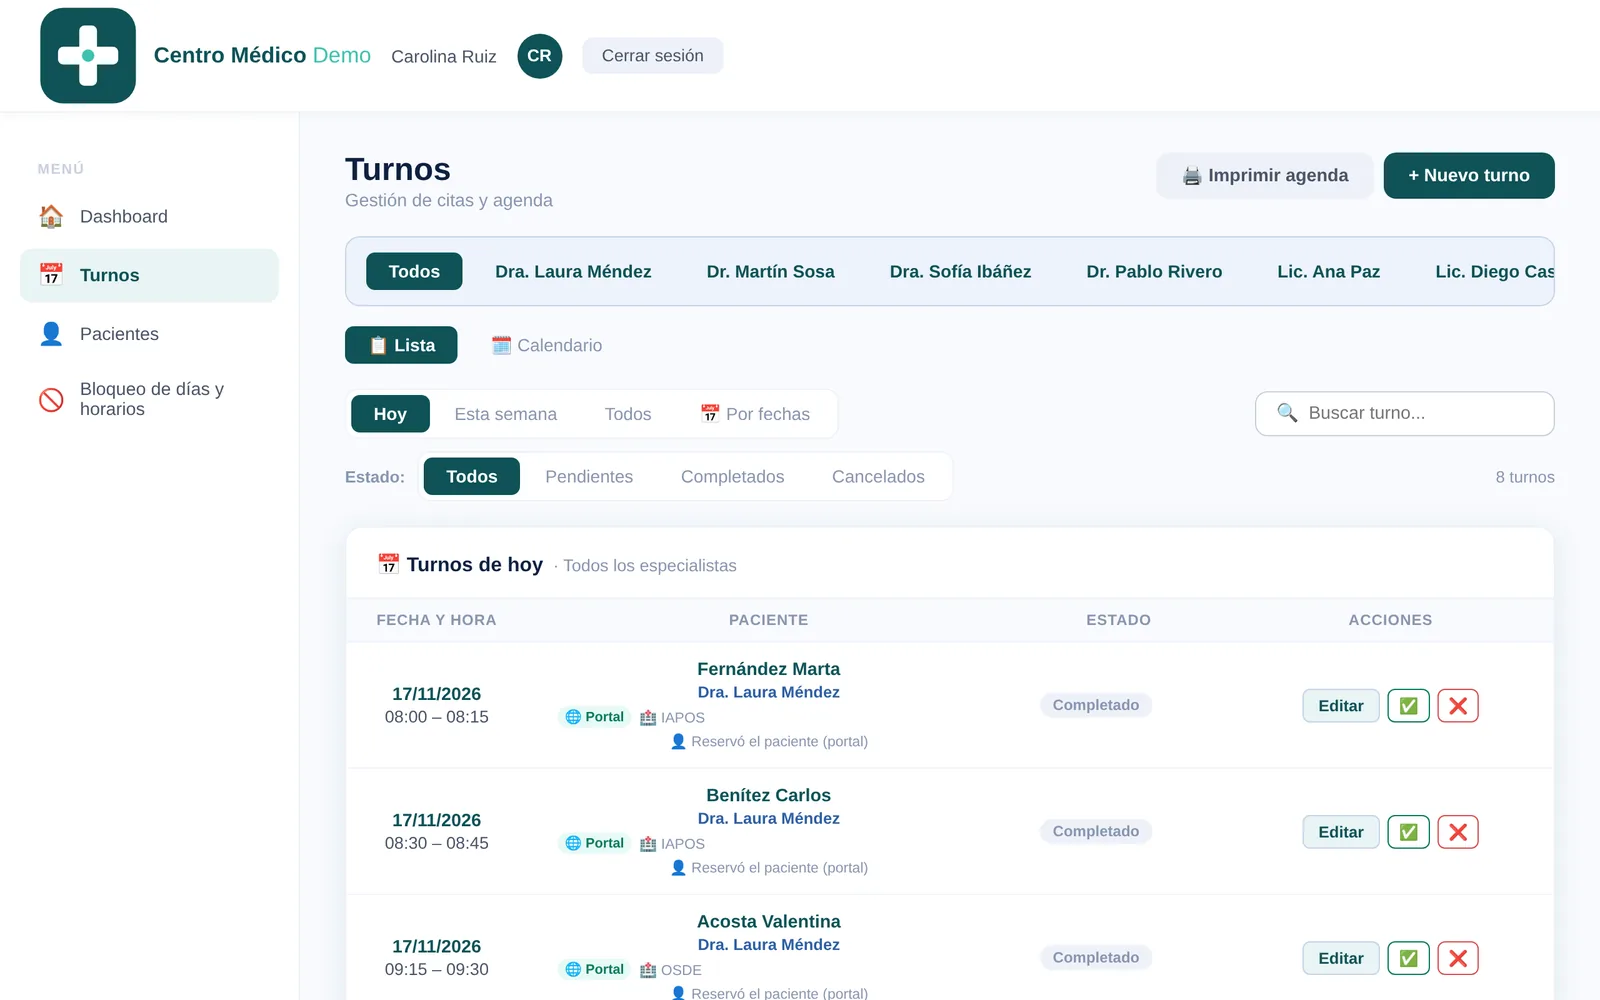 Centro Médico Demo
Carolina Ruiz
CR
Cerrar sesión
MENÚ
Dashboard
Turnos
Pacientes
Bloqueo de días y
horarios
Turnos
Gestión de citas y agenda
Imprimir agenda
+ Nuevo turno
Todos
Dra. Laura Méndez
Dr. Martín Sosa
Dra. Sofía Ibáñez
Dr. Pablo Rivero
Lic. Ana Paz
Lic. Diego Cas
Lista
Calendario
Hoy
Esta semana
Todos
Por fechas
Buscar turno...
Estado:
Todos
Pendientes
Completados
Cancelados
8 turnos
Turnos de hoy · Todos los especialistas
FECHA Y HORA
PACIENTE
ESTADO
ACCIONES
17/11/2026
08:00 – 08:15
Fernández Marta
Dra. Laura Méndez
Portal
IAPOS
Reservó el paciente (portal)
Completado
Editar
17/11/2026
08:30 – 08:45
Benítez Carlos
Dra. Laura Méndez
Portal
IAPOS
Reservó el paciente (portal)
Completado
Editar
17/11/2026
09:15 – 09:30
Acosta Valentina
Dra. Laura Méndez
Portal
OSDE
Reservó el paciente (portal)
Completado
Editar